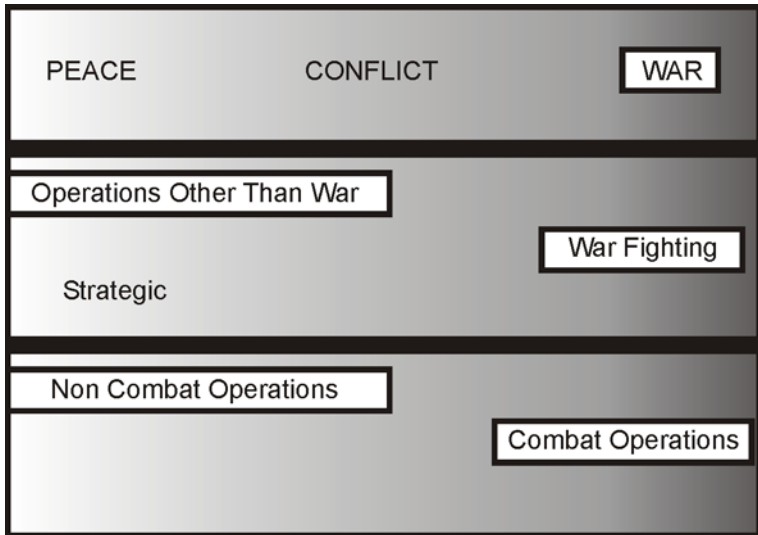 PEACE CONFLICT WAR
Operations Other Than War
War Fighting
Strategic
Non Combat Operations
Combat Operations